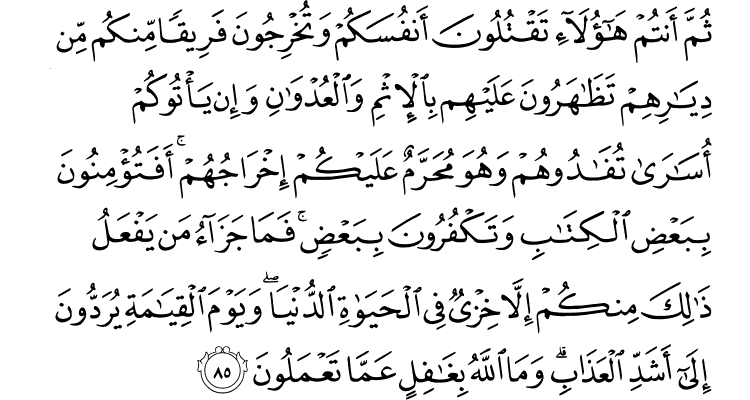 ثُمَّ أَنتُمْ هَـٰٓؤُلَآءِ تَقْتُلُونَ أَنفُسَكُمْ وَتُخْرِجُونَ فَرِيقًا مِّنكُم مِّن
دِيَـٰرِهِمْ تَظَـٰهَرُونَ عَلَيْهِم بِٱلْإِثْمِ وَٱلْعُدْوَٰنِ وَإِن يَأْتُوكُمْ
أُسَـٰرَىٰ تُفَـٰدُوهُمْ وَهُوَ مُحَرَّمٌ عَلَيْكُمْ إِخْرَاجُهُمْ ۚ أَفَتُؤْمِنُونَ
بِبَعْضِ ٱلْكِتَـٰبِ وَتَكْفُرُونَ بِبَعْضٍ ۚ فَمَا جَزَآءُ مَن يَفْعَلُ
ذَٰلِكَ مِنكُمْ إِلَّا خِزْىٌ فِى ٱلْحَيَوٰةِ ٱلدُّنْيَا ۖ وَيَوْمَ ٱلْقِيَـٰمَةِ يُرَدُّونَ
إِلَىٰٓ أَشَدِّ ٱلْعَذَابِ ۗ وَمَا ٱللَّهُ بِغَـٰفِلٍ عَمَّا تَعْمَلُونَ ٨٥